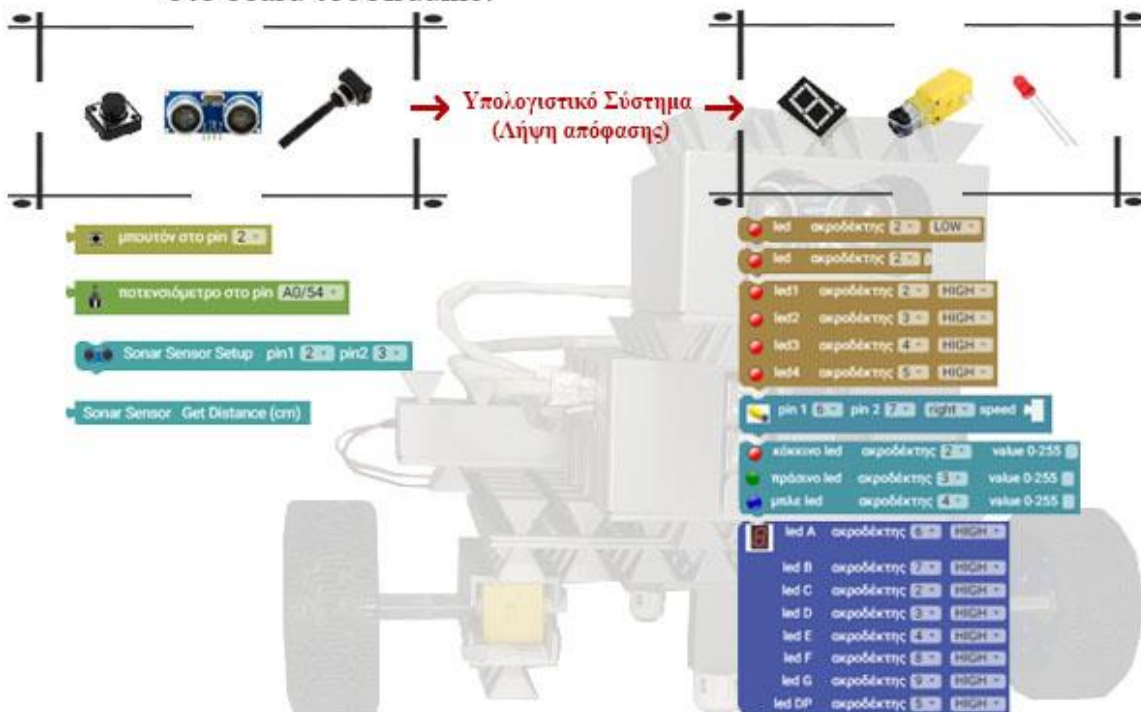 Υπολογιστικό Σύστημα
(Λήψη απόφασης)
μπουτόν στο pin 2
ποτενσιόμετρο στο pin A0/54
Sonar Sensor Setup pin1 2 pin2 3
Sonar Sensor Get Distance (cm)
led ακροδέκτης 2 LOW
led ακροδέκτης 2
led1 ακροδέκτης 2 HIGH
led2 ακροδέκτης 3 HIGH
led3 ακροδέκτης 4 HIGH
led4 ακροδέκτης 5 HIGH
pin 1 6 pin 2 7 right speed
κόκκινο led ακροδέκτης 2 value 0-255
πράσινο led ακροδέκτης 3 value 0-255
μπλε led ακροδέκτης 4 value 0-255
led A ακροδέκτης 6 HIGH
led B ακροδέκτης 7 HIGH
led C ακροδέκτης 2 HIGH
led D ακροδέκτης 3 HIGH
led E ακροδέκτης 4 HIGH
led F ακροδέκτης 8 HIGH
led G ακροδέκτης 9 HIGH
led DP ακροδέκτης 5 HIGH